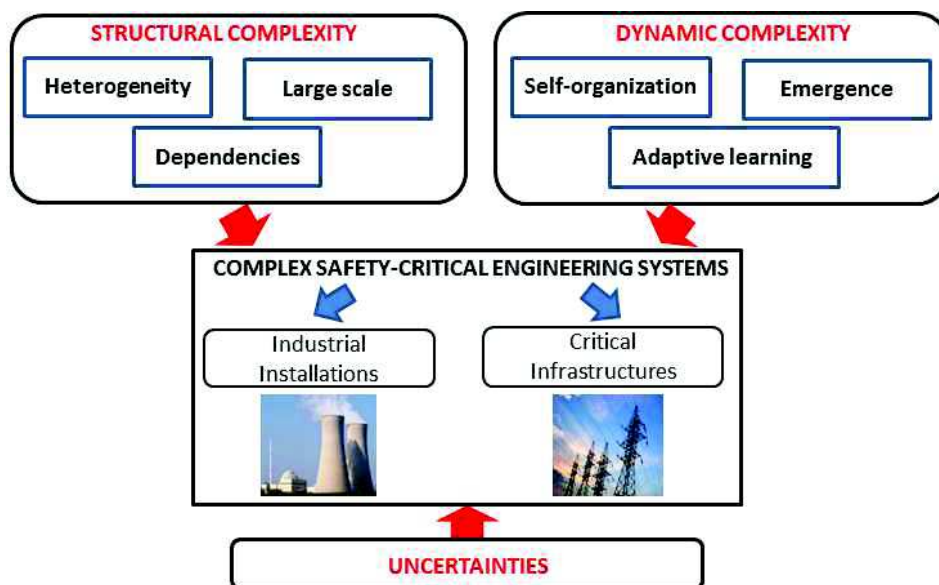 STRUCTURAL COMPLEXITY
Heterogeneity
Large scale
Dependencies
DYNAMIC COMPLEXITY
Self-organization
Emergence
Adaptive learning
COMPLEX SAFETY-CRITICAL ENGINEERING SYSTEMS
Industrial
Installations
Critical
Infrastructures
UNCERTAINTIES